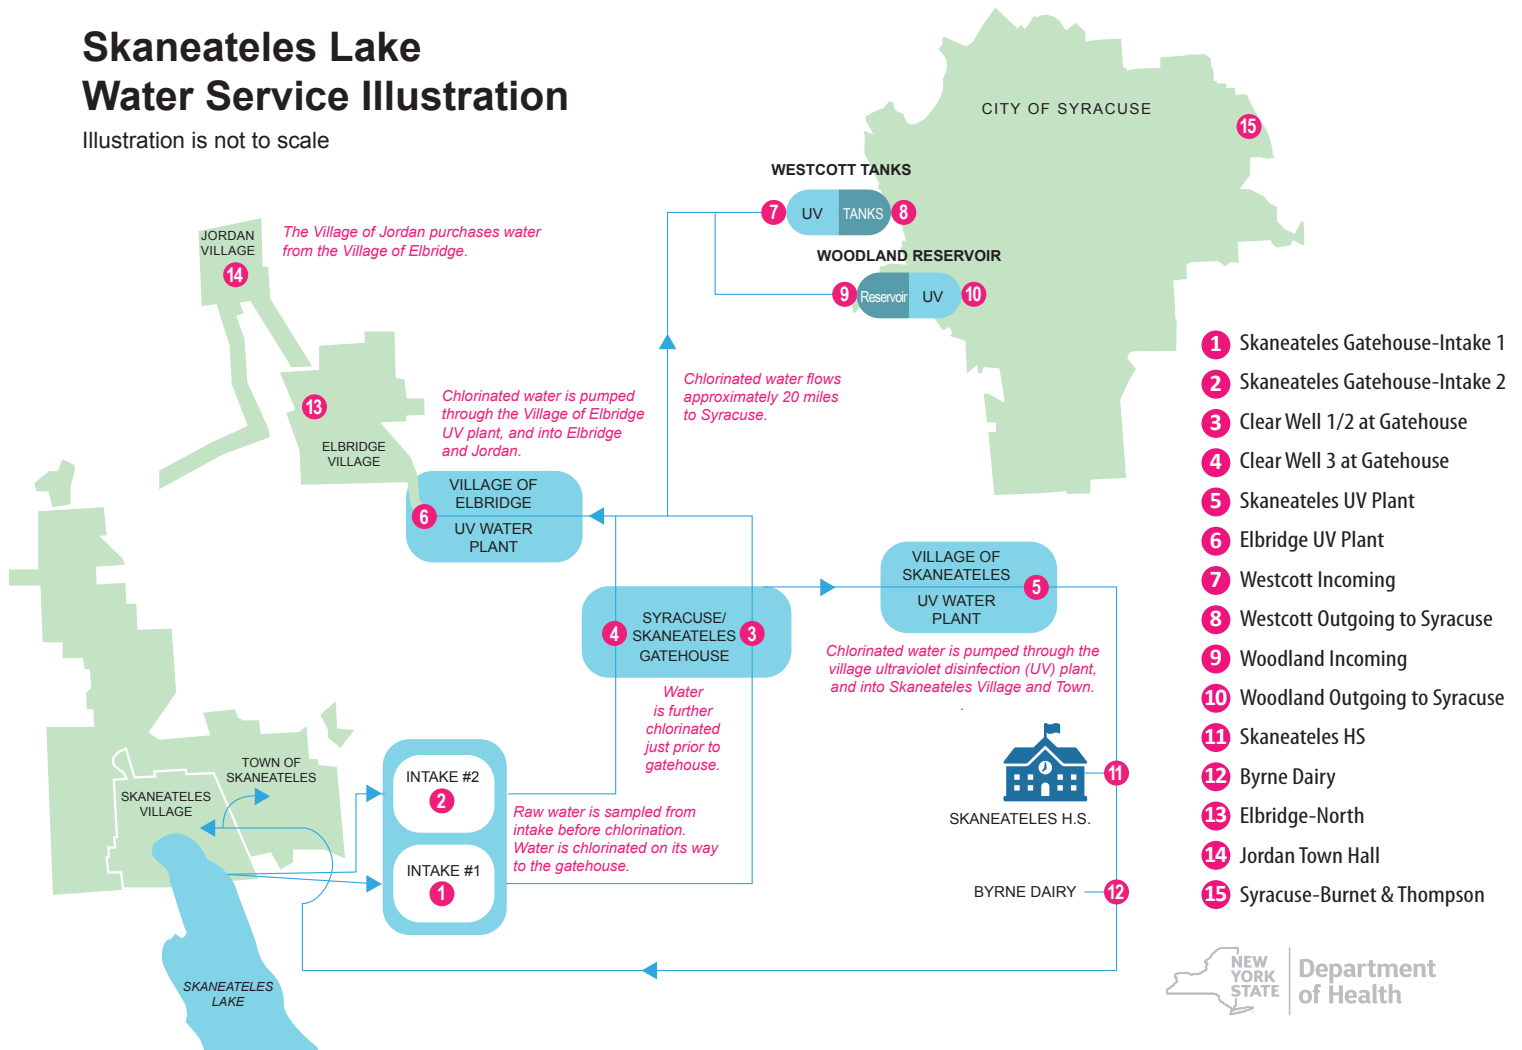 Skaneateles Lake
Water Service Illustration
Illustration is not to scale
CITY OF SYRACUSE
15
WESTCOTT TANKS
7
UV
TANKS
8
WOODLAND RESERVOIR
9
Reservoir
UV
10
JORDAN
VILLAGE
14
The Village of Jordan purchases water
from the Village of Elbridge.
13
ELBRIDGE
VILLAGE
Chlorinated water is pumped
through the Village of Elbridge
UV plant, and into Elbridge
and Jordan.
Chlorinated water flows
approximately 20 miles
to Syracuse.
VILLAGE OF
ELBRIDGE
6
UV WATER
PLANT
SYRACUSE/
SKANEATELES
GATEHOUSE
4
3
Water
is further
chlorinated
just prior to
gatehouse.
VILLAGE OF
SKANEATELES
5
UV WATER
PLANT
Chlorinated water is pumped through the
village ultraviolet disinfection (UV) plant,
and into Skaneateles Village and Town.
.
TOWN OF
SKANEATELES
SKANEATELES
VILLAGE
INTAKE #2
2
INTAKE #1
1
Raw water is sampled from
intake before chlorination.
Water is chlorinated on its way
to the gatehouse.
11
SKANEATELES H.S.
BYRNE DAIRY
12
SKANEATELES
LAKE
1 Skaneateles Gatehouse-Intake 1
2 Skaneateles Gatehouse-Intake 2
3 Clear Well 1/2 at Gatehouse
4 Clear Well 3 at Gatehouse
5 Skaneateles UV Plant
6 Elbridge UV Plant
7 Westcott Incoming
8 Westcott Outgoing to Syracuse
9 Woodland Incoming
10 Woodland Outgoing to Syracuse
11 Skaneateles HS
12 Byrne Dairy
13 Elbridge-North
14 Jordan Town Hall
15 Syracuse-Burnet & Thompson
NEW
YORK
STATE
Department
of Health